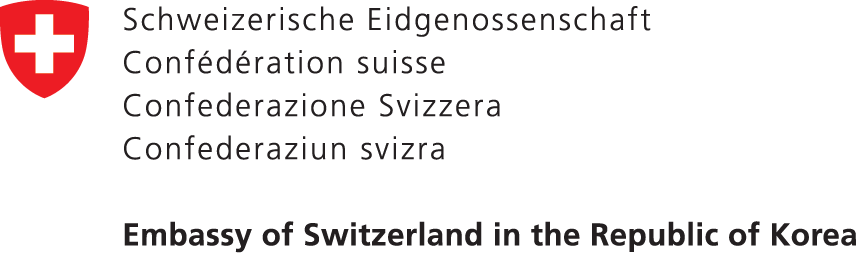 Schweizerische Eidgenossenschaft
Confédération suisse
Confederazione Svizzera
Confederaziun svizra
Embassy of Switzerland in the Republic of Korea